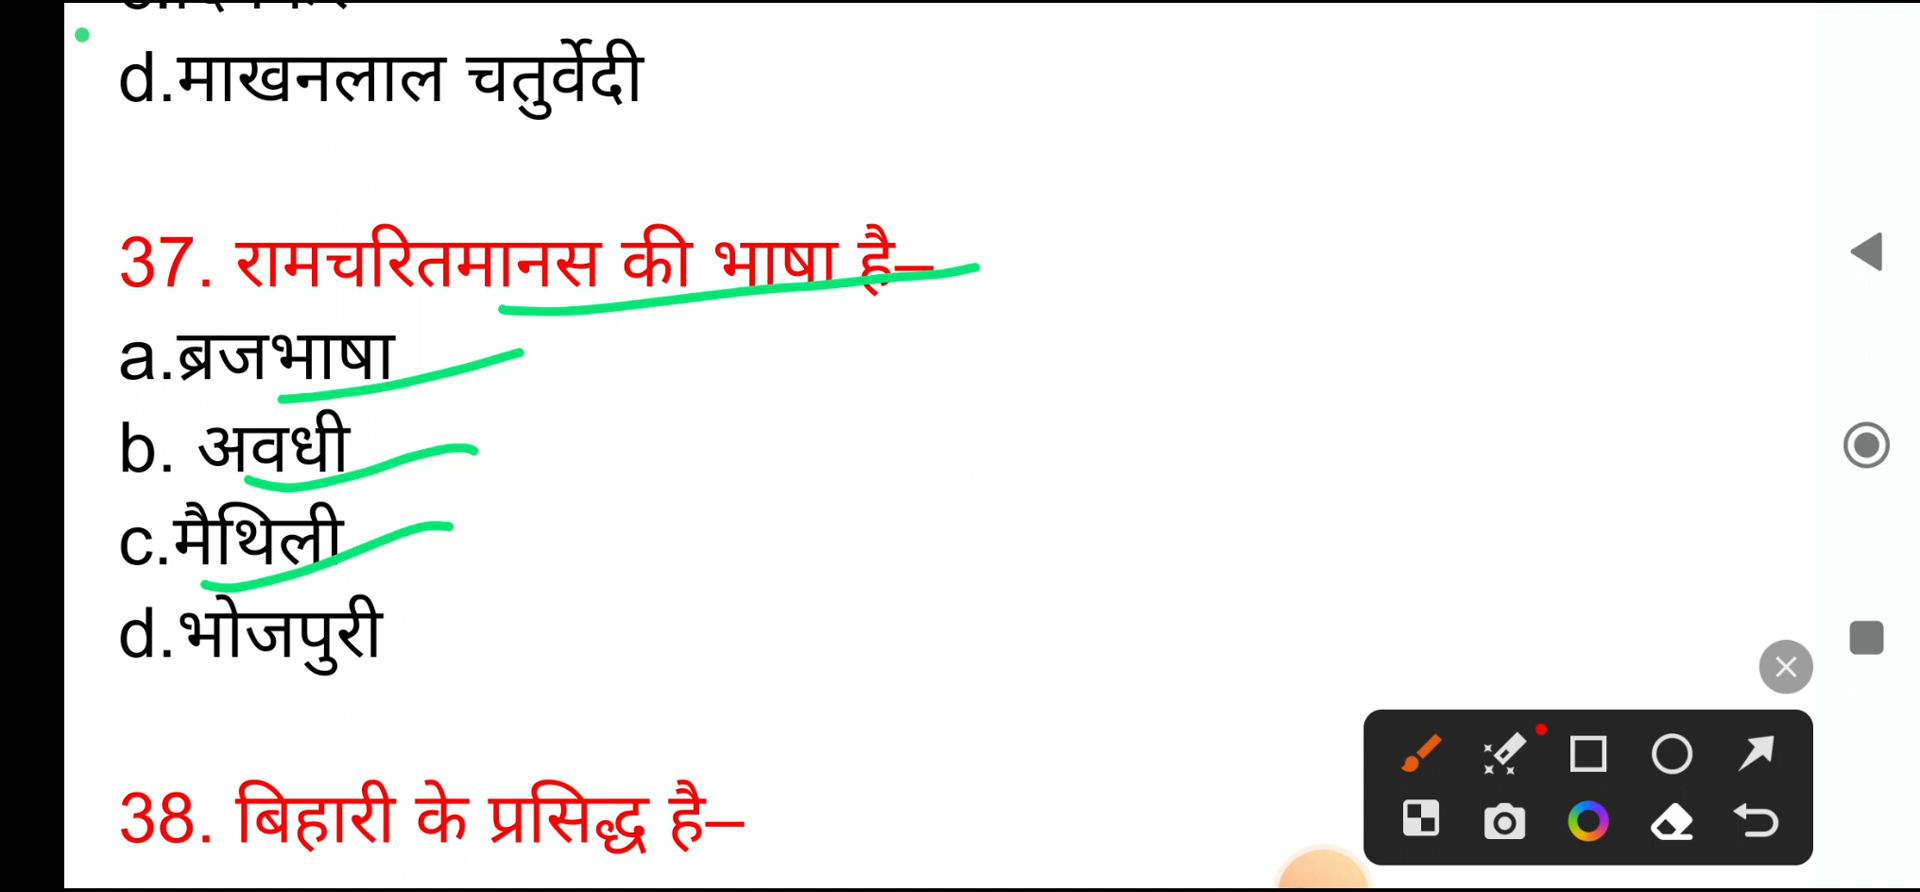 d.माखनलाल चतुर्वेदी
37. रामचरितमानस की भाषा है–
a.ब्रजभाषा
b. अवधी
c.मैथिली
d.भोजपुरी
38. बिहारी के प्रसिद्ध है–